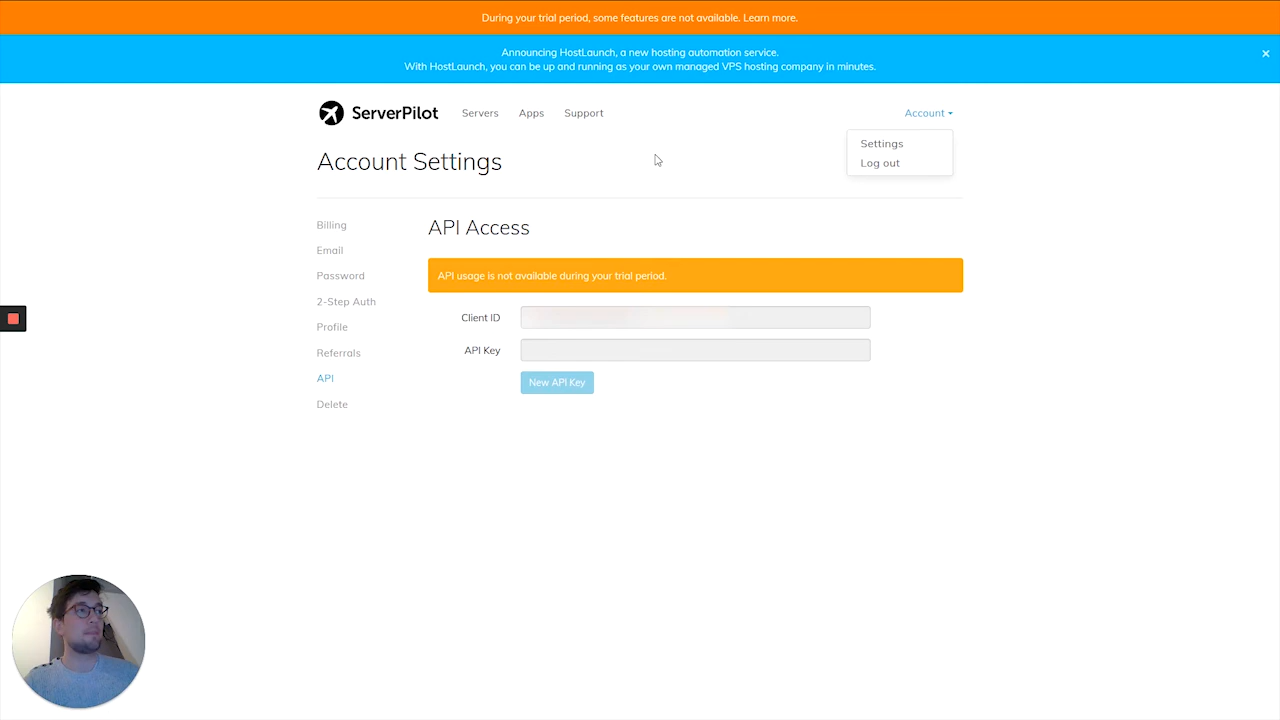 During your trial period, some features are not available. Learn more.
Announcing HostLaunch, a new hosting automation service.
With HostLaunch, you can be up and running as your own managed VPS hosting company in minutes.
×
ServerPilot
Servers
Apps
Support
Account
Settings
Log out
Account Settings
Billing
Email
Password
2-Step Auth
Profile
Referrals
API
Delete
API Access
API usage is not available during your trial period.
Client ID
API Key
New API Key